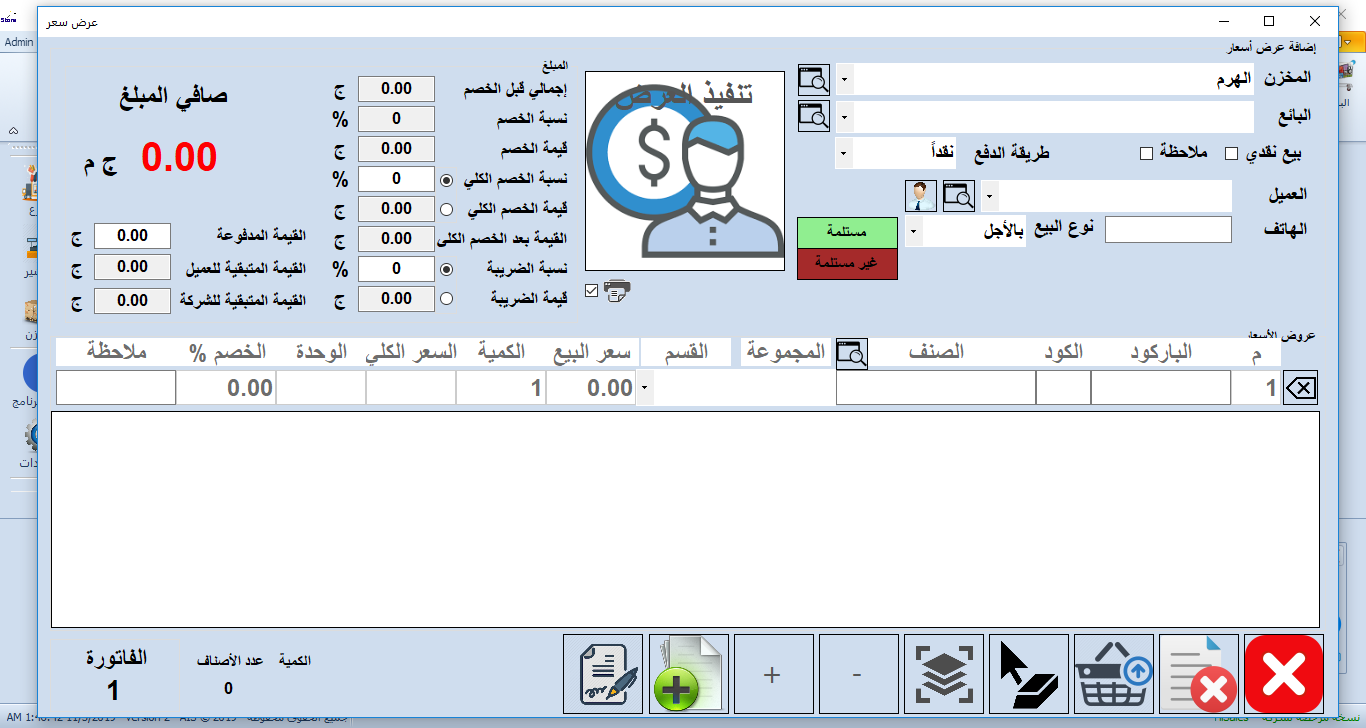 عرض سعر
Admin
إضافة عرض أسعار
المخزن الهرم
البائع
بيع نقدي ملاحظة طريقة الدفع نقداً
العميل
الهاتف نوع البيع بالأجل
مستلمة
غير مستلمة
تنفيذ العرض
المبلغ
إجمالي قبل الخصم 0.00 ج
نسبة الخصم 0 %
قيمة الخصم 0.00 ج
نسبة الخصم الكلي 0 %
قيمة الخصم الكلي 0.00 ج
القيمة بعد الخصم الكلى 0.00 ج
نسبة الضريبة 0 %
قيمة الضريبة 0.00 ج
صافي المبلغ
0.00 ج م
القيمة المدفوعة 0.00 ج
القيمة المتبقية للعميل 0.00 ج
القيمة المتبقية للشركة 0.00 ج
عروض الأسعار
م الباركود الكود الصنف المجموعة القسم سعر البيع الكمية السعر الكلي الوحدة الخصم % ملاحظة
1 0.00 1 0.00
+
-
الكمية عدد الأصناف الفاتورة
0 1